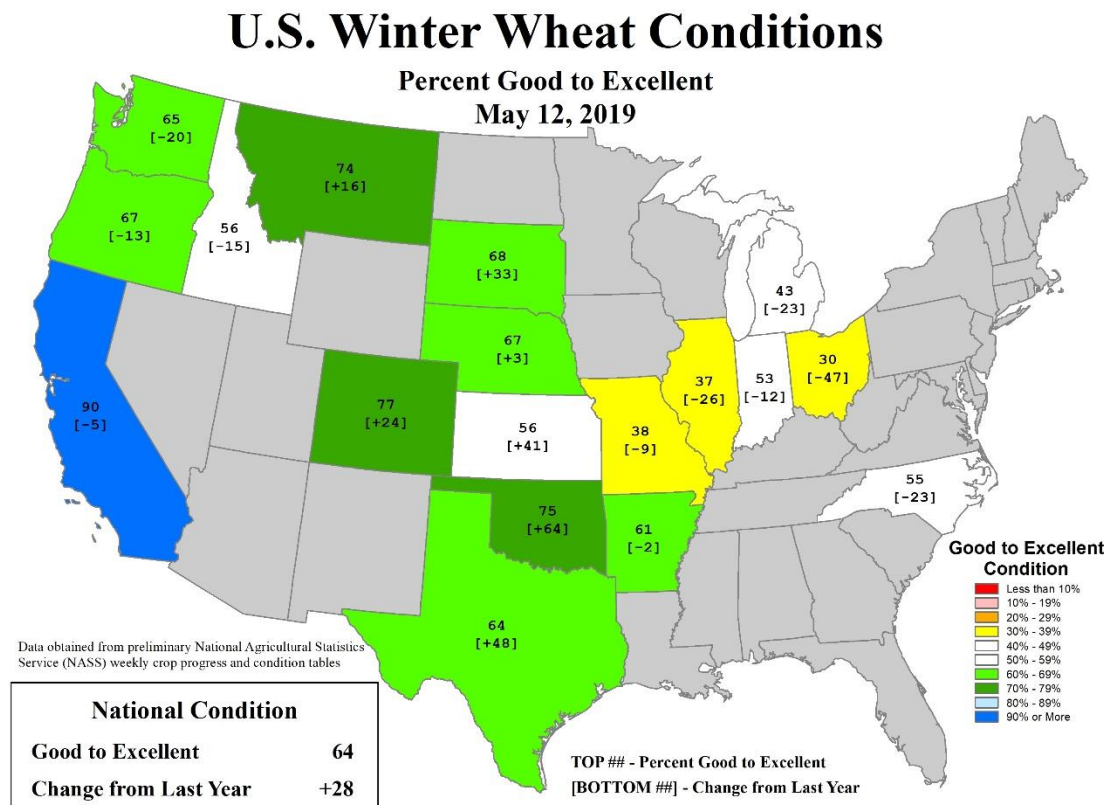 U.S. Winter Wheat Conditions
Percent Good to Excellent
May 12, 2019
65
[-20]
74
[+16]
67
[-13]
56
[-15]
68
[+33]
43
[-23]
67
[+3]
37
[-26]
53
[-12]
30
[-47]
90
[-5]
77
[+24]
56
[+41]
38
[-9]
55
[-23]
75
[+64]
61
[-2]
64
[+48]
Good to Excellent
Condition
Less than 10%
10% - 19%
20% - 29%
30% - 39%
40% - 49%
50% - 59%
60% - 69%
70% - 79%
80% - 89%
90% or More
Data obtained from preliminary National Agricultural Statistics
Service (NASS) weekly crop progress and condition tables
National Condition
Good to Excellent 64
Change from Last Year +28
TOP ## - Percent Good to Excellent
[BOTTOM ##] - Change from Last Year